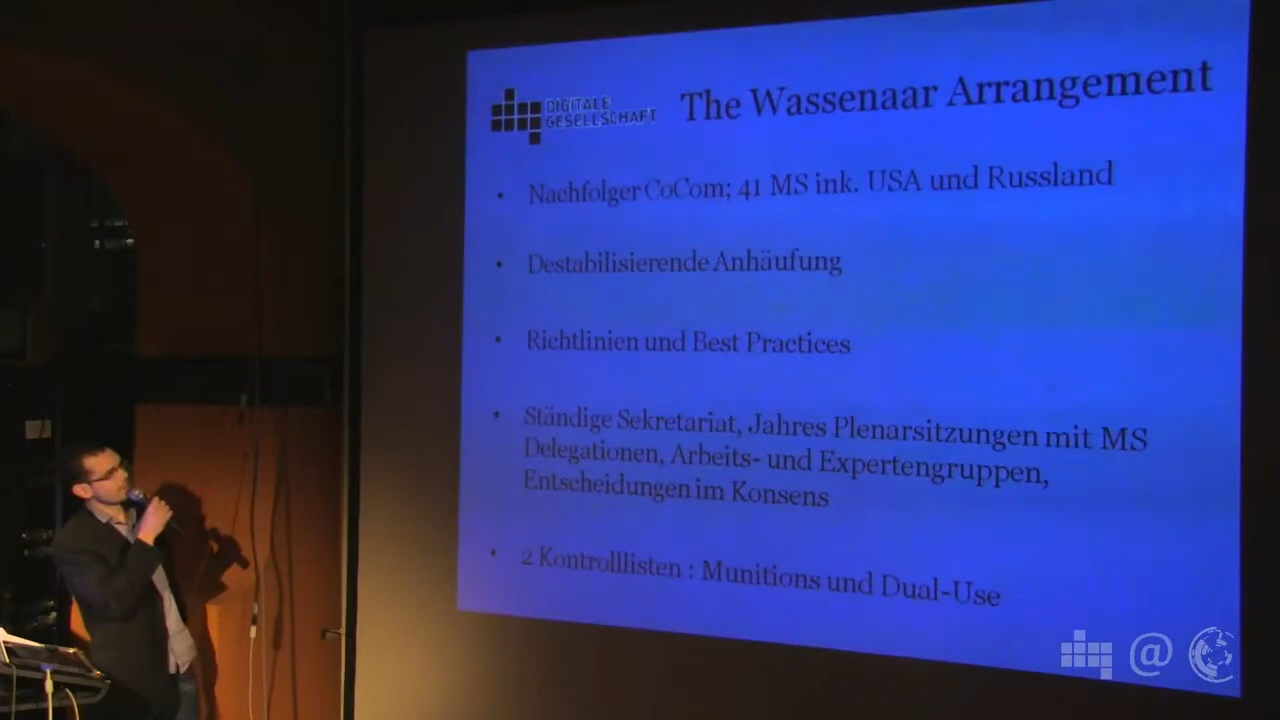 DIGITALE
GESELLSCHAFT
The Wassenaar Arrangement
• Nachfolger CoCom; 41 MS ink. USA und Russland
• Destabilisierende Anhäufung
• Richtlinien und Best Practices
• Ständige Sekretariat, Jahres Plenarsitzungen mit MS
Delegationen, Arbeits- und Expertengruppen,
Entscheidungen im Konsens
• 2 Kontrolllisten : Munitions und Dual-Use
@